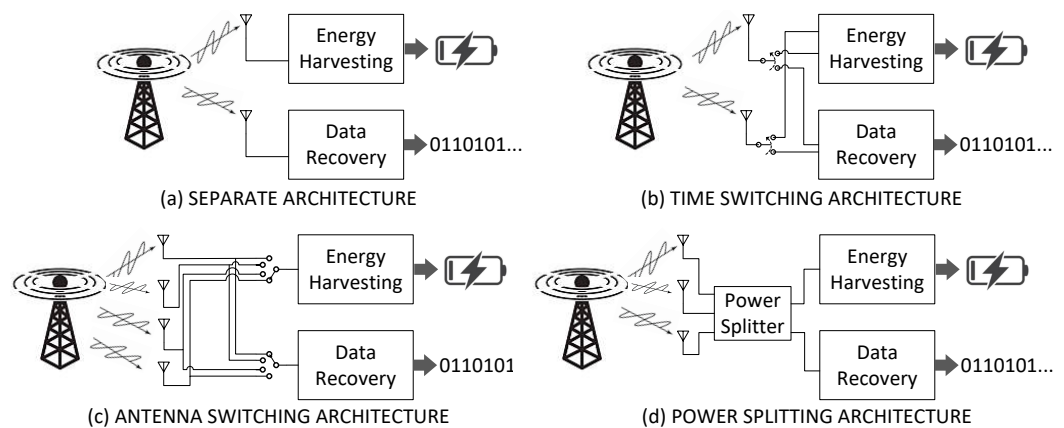 Energy
Harvesting
Data
Recovery
0110101...
(a) SEPARATE ARCHITECTURE
Energy
Harvesting
Data
Recovery
0110101...
(b) TIME SWITCHING ARCHITECTURE
Energy
Harvesting
Data
Recovery
0110101
(c) ANTENNA SWITCHING ARCHITECTURE
Power
Splitter
Energy
Harvesting
Data
Recovery
0110101...
(d) POWER SPLITTING ARCHITECTURE